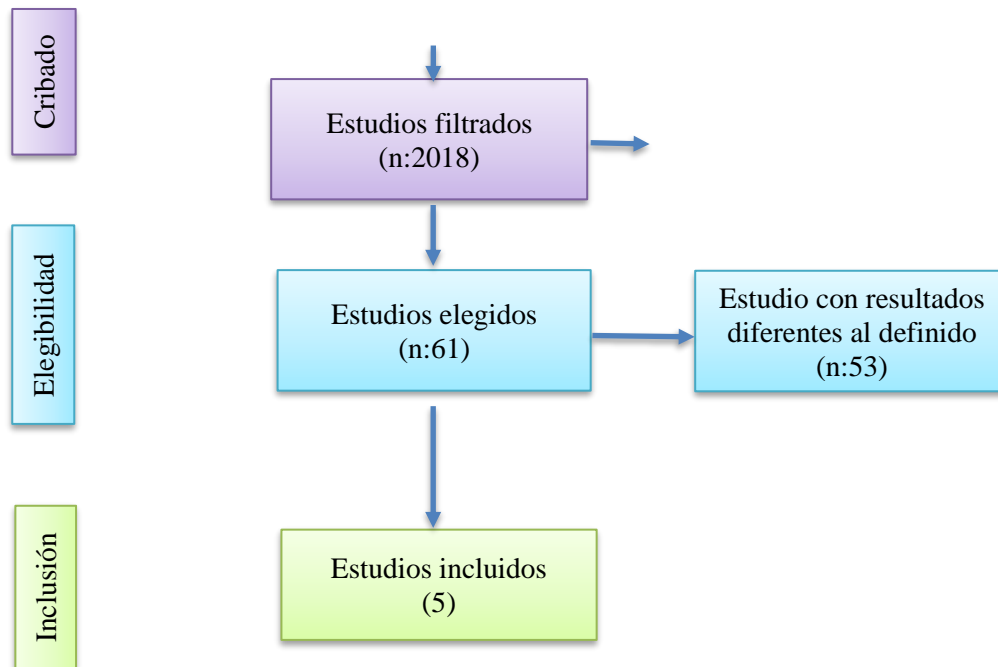 Cribado
Estudios filtrados
(n:2018)
Elegibilidad
Estudios elegidos
(n:61)
Estudio con resultados
diferentes al definido
(n:53)
Inclusión
Estudios incluidos
(5)